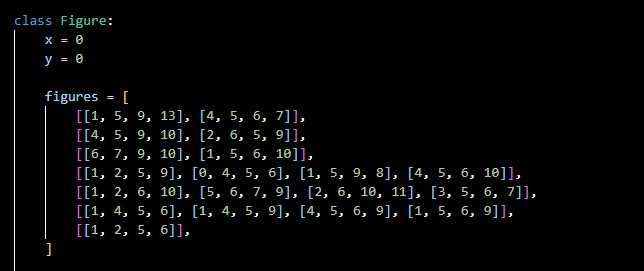 class Figure:
    x = 0
    y = 0

    figures = [
        [[1, 5, 9, 13], [4, 5, 6, 7]],
        [[4, 5, 9, 10], [2, 6, 5, 9]],
        [[6, 7, 9, 10], [1, 5, 6, 10]],
        [[1, 2, 5, 9], [0, 4, 5, 6], [1, 5, 9, 8], [4, 5, 6, 10]],
        [[1, 2, 6, 10], [5, 6, 7, 9], [2, 6, 10, 11], [3, 5, 6, 7]],
        [[1, 4, 5, 6], [1, 4, 5, 9], [4, 5, 6, 9], [1, 5, 6, 9]],
        [[1, 2, 5, 6]],
    ]